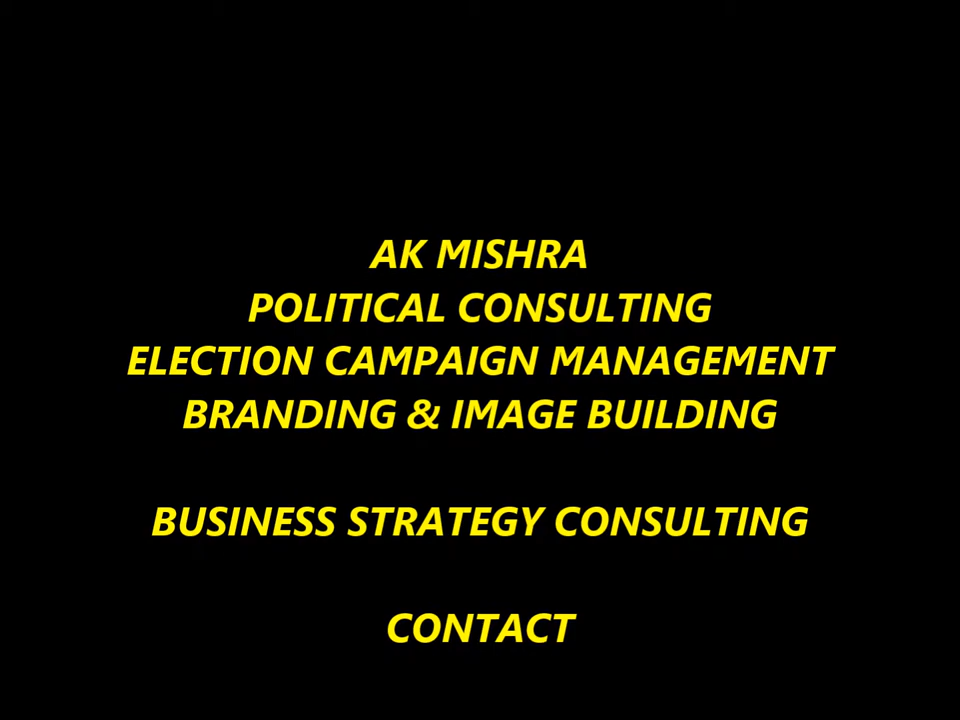 AK MISHRA
POLITICAL CONSULTING
ELECTION CAMPAIGN MANAGEMENT
BRANDING & IMAGE BUILDING
BUSINESS STRATEGY CONSULTING
CONTACT